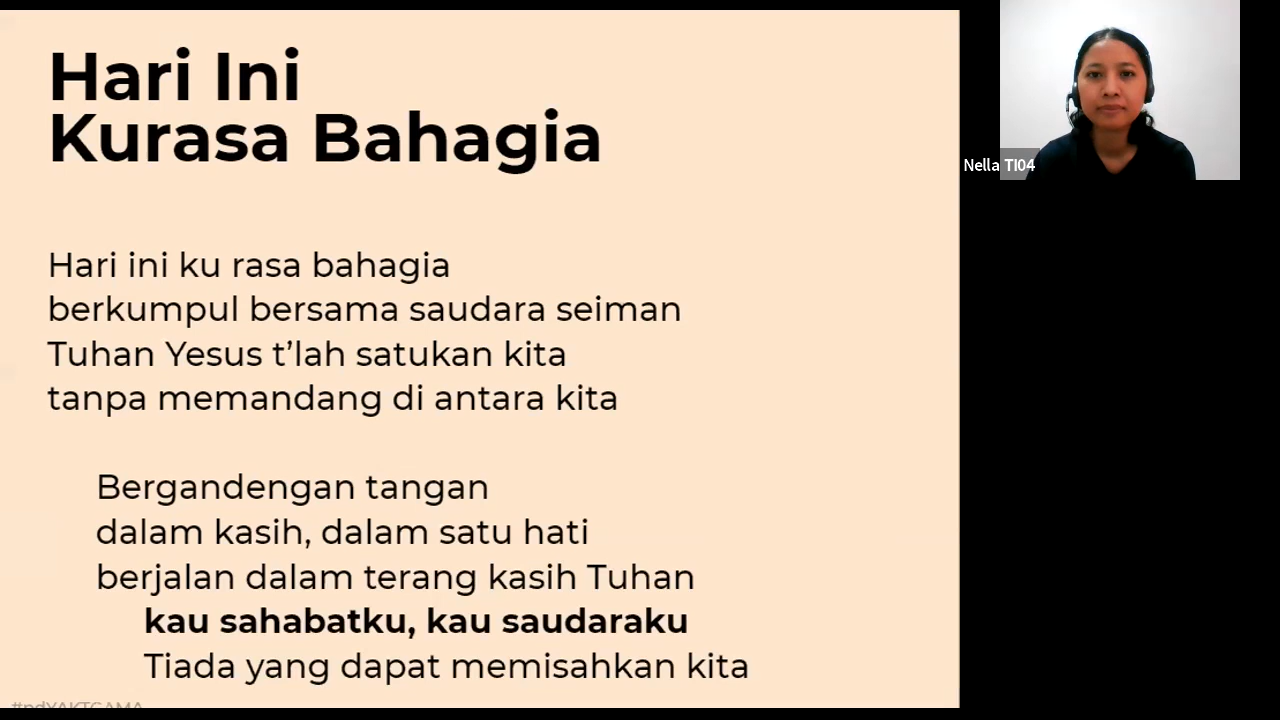 Hari Ini
Kurasa Bahagia
Hari ini ku rasa bahagia
berkumpul bersama saudara seiman
Tuhan Yesus t’lah satukan kita
tanpa memandang di antara kita
Bergandengan tangan
dalam kasih, dalam satu hati
berjalan dalam terang kasih Tuhan
kau sahabatku, kau saudaraku
Tiada yang dapat memisahkan kita
Nella TI04